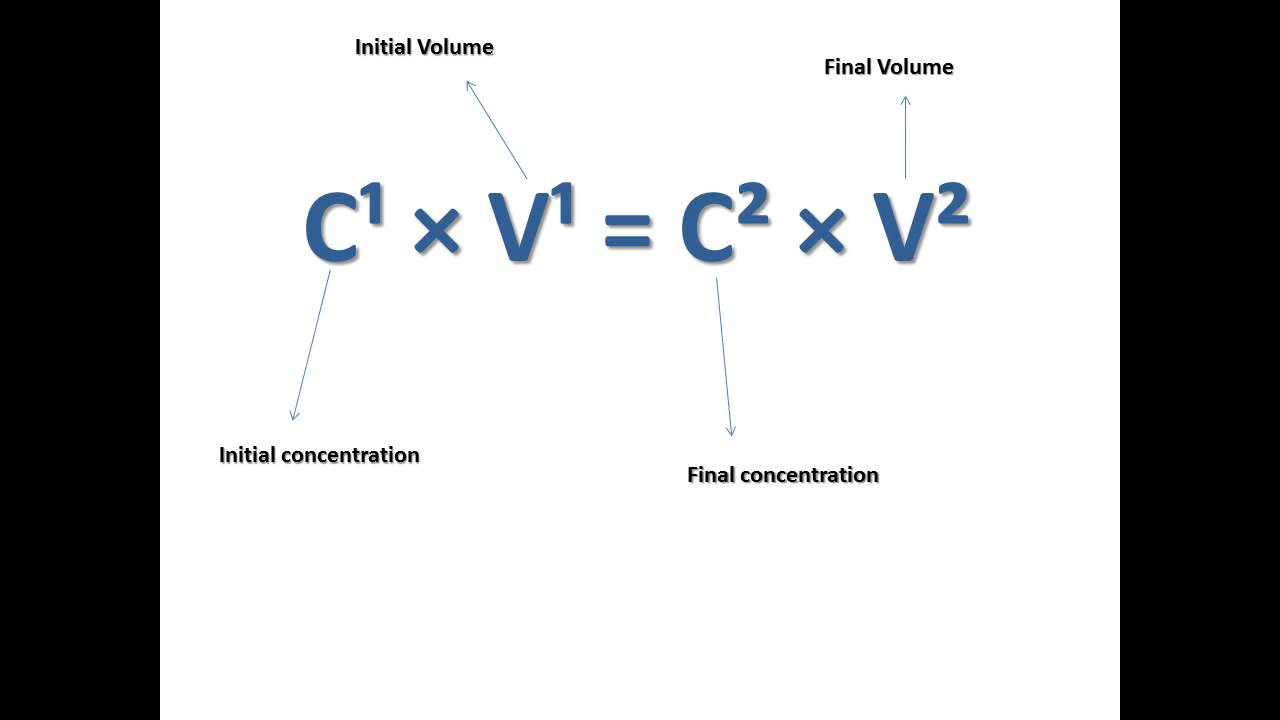 Initial Volume
Final Volume
C¹ × V¹ = C² × V²
Initial concentration
Final concentration